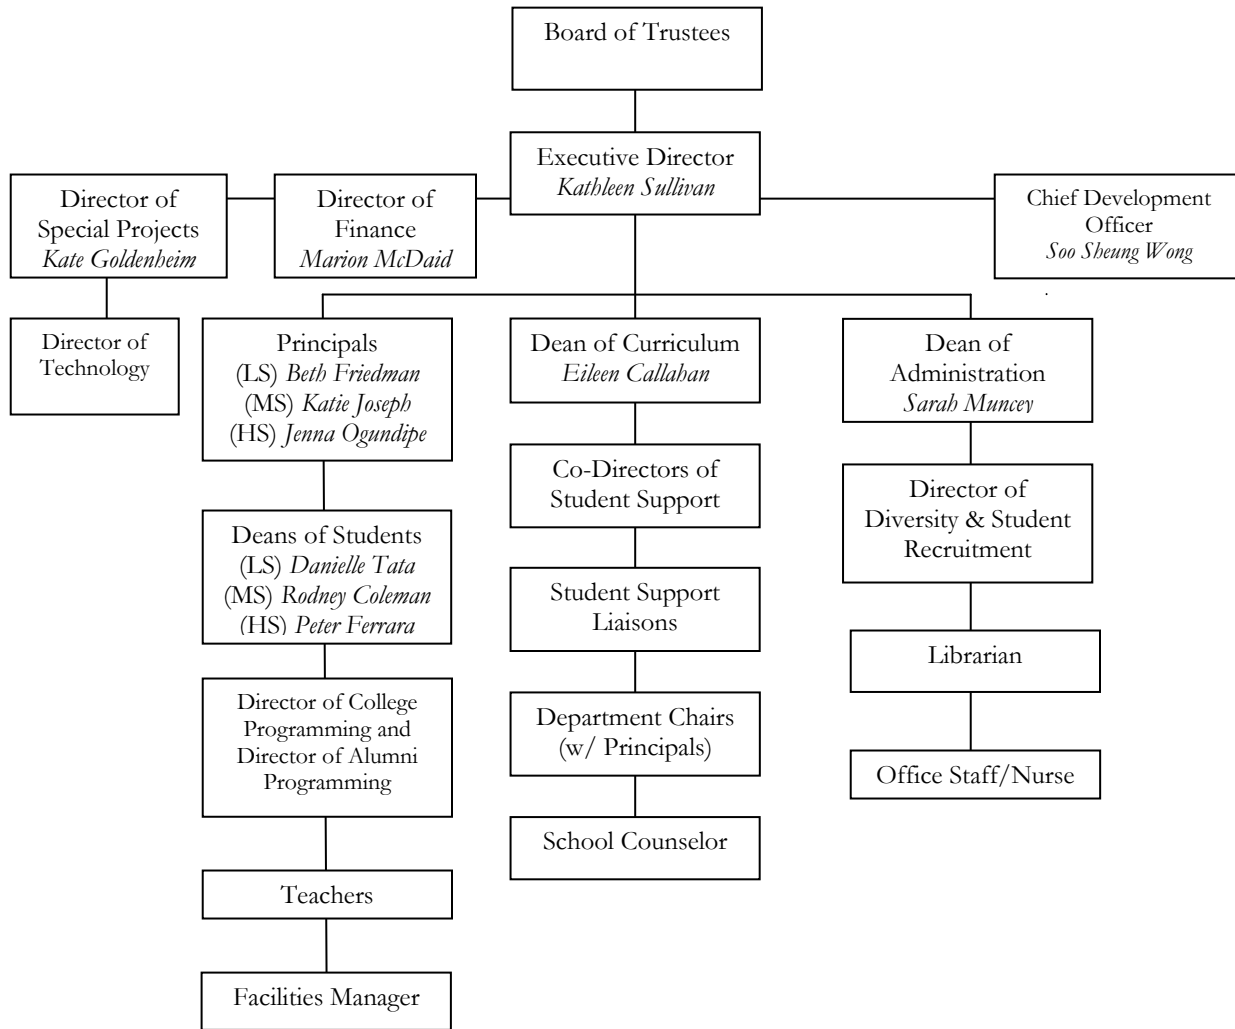 Board of Trustees
Executive Director
Kathleen Sullivan
Director of
Special Projects
Kate Goldenheim
Director of
Finance
Marion McDaid
Chief Development
Officer
Soo Sheung Wong
Director of
Technology
Principals
(LS) Beth Friedman
(MS) Katie Joseph
(HS) Jenna Ogundipe
Dean of Curriculum
Eileen Callahan
Dean of
Administration
Sarah Muncey
Co-Directors of
Student Support
Director of
Diversity & Student
Recruitment
Deans of Students
(LS) Danielle Tata
(MS) Rodney Coleman
(HS) Peter Ferrara
Student Support
Liaisons
Librarian
Director of College
Programming and
Director of Alumni
Programming
Department Chairs
(w/ Principals)
Office Staff/Nurse
School Counselor
Teachers
Facilities Manager